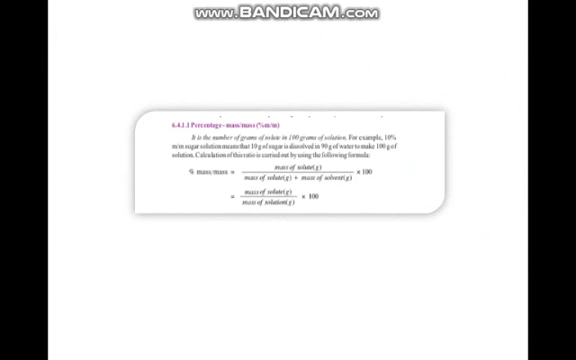 www.BANDICAM.com
6.4.1.1 Percentage - mass/mass (%m/m)
It is the number of grams of solute in 100 grams of solution. For example, 10%
m/m sugar solution means that 10 g of sugar is dissolved in 90 g of water to make 100 g of
solution. Calculation of this ratio is carried out by using the following formula:
% mass/mass = mass of solute(g) / mass of solute(g) + mass of solvent(g) × 100
= mass of solute(g) / mass of solution(g) × 100